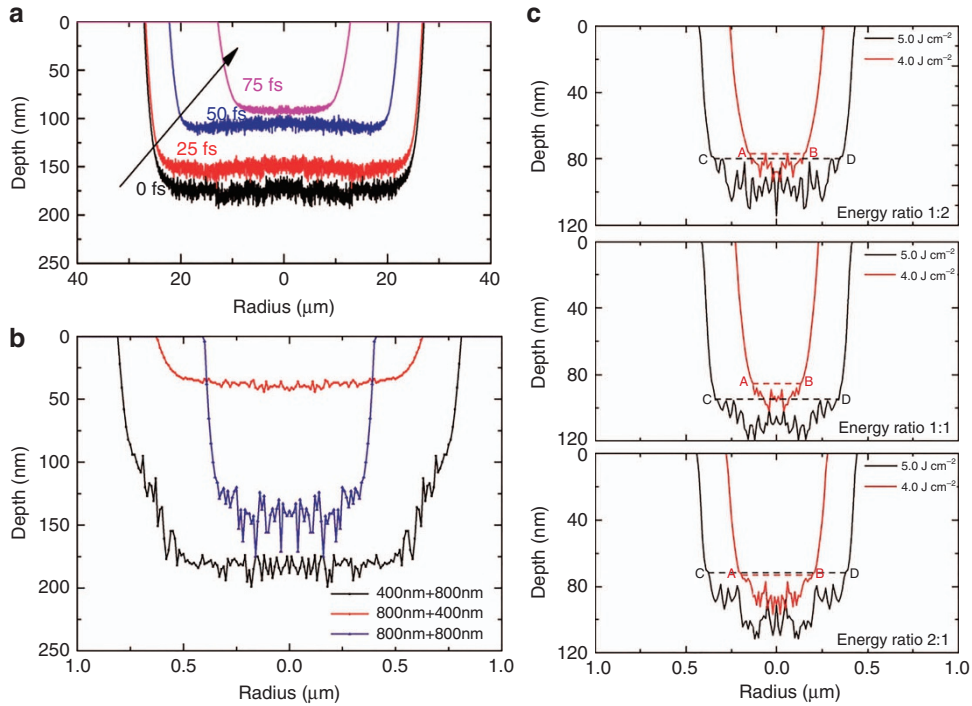 a
0
50
100
150
200
250
Depth (nm)
75 fs
50 fs
25 fs
0 fs
40
20
0
20
40
Radius (μm)
b
0
50
100
150
200
250
Depth (nm)
400nm+800nm
800nm+400nm
800nm+800nm
1.0
0.5
0.0
0.5
1.0
Radius (μm)
c
0
40
80
120
Depth (nm)
5.0 J cm⁻²
4.0 J cm⁻²
A
B
C
D
Energy ratio 1:2
0
40
80
120
Depth (nm)
5.0 J cm⁻²
4.0 J cm⁻²
A
B
C
D
Energy ratio 1:1
0
40
80
120
Depth (nm)
5.0 J cm⁻²
4.0 J cm⁻²
C
A
B
D
Energy ratio 2:1
1.0
0.5
0.0
0.5
1.0
Radius (μm)